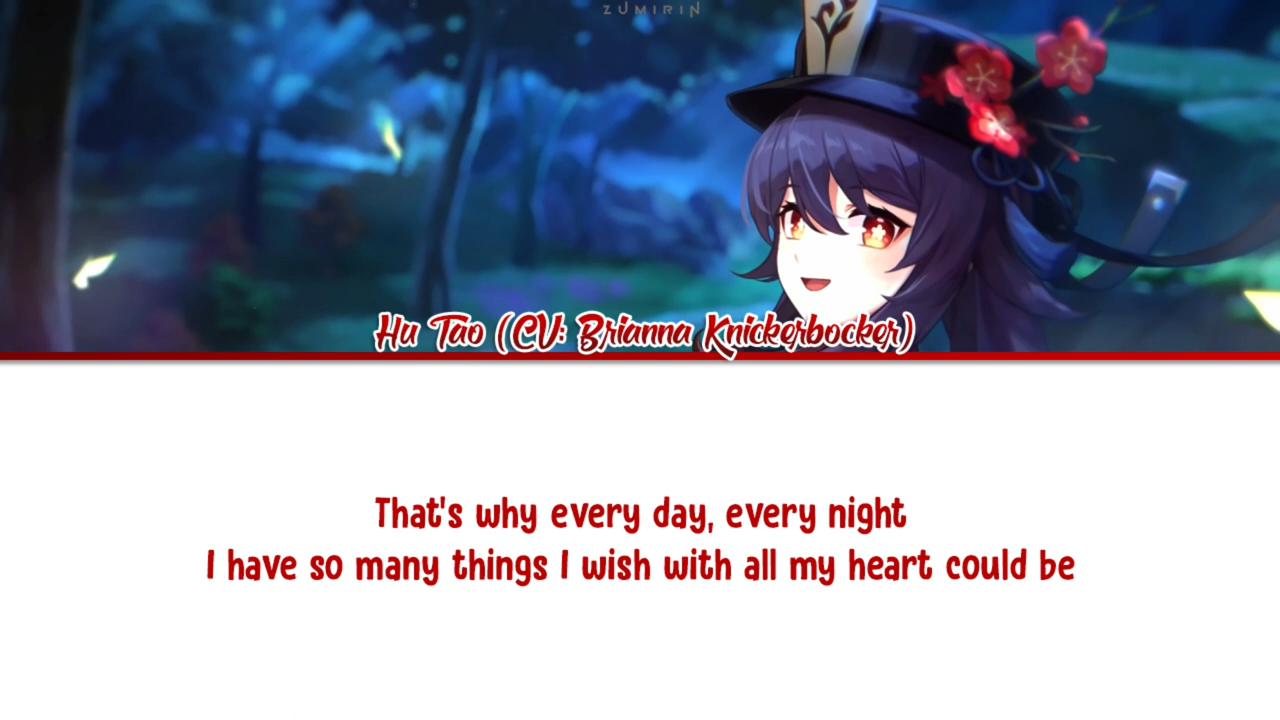 ZUMIRIN
Hu Tao (CV: Brianna Knickerbocker)
That's why every day, every night
I have so many things I wish with all my heart could be